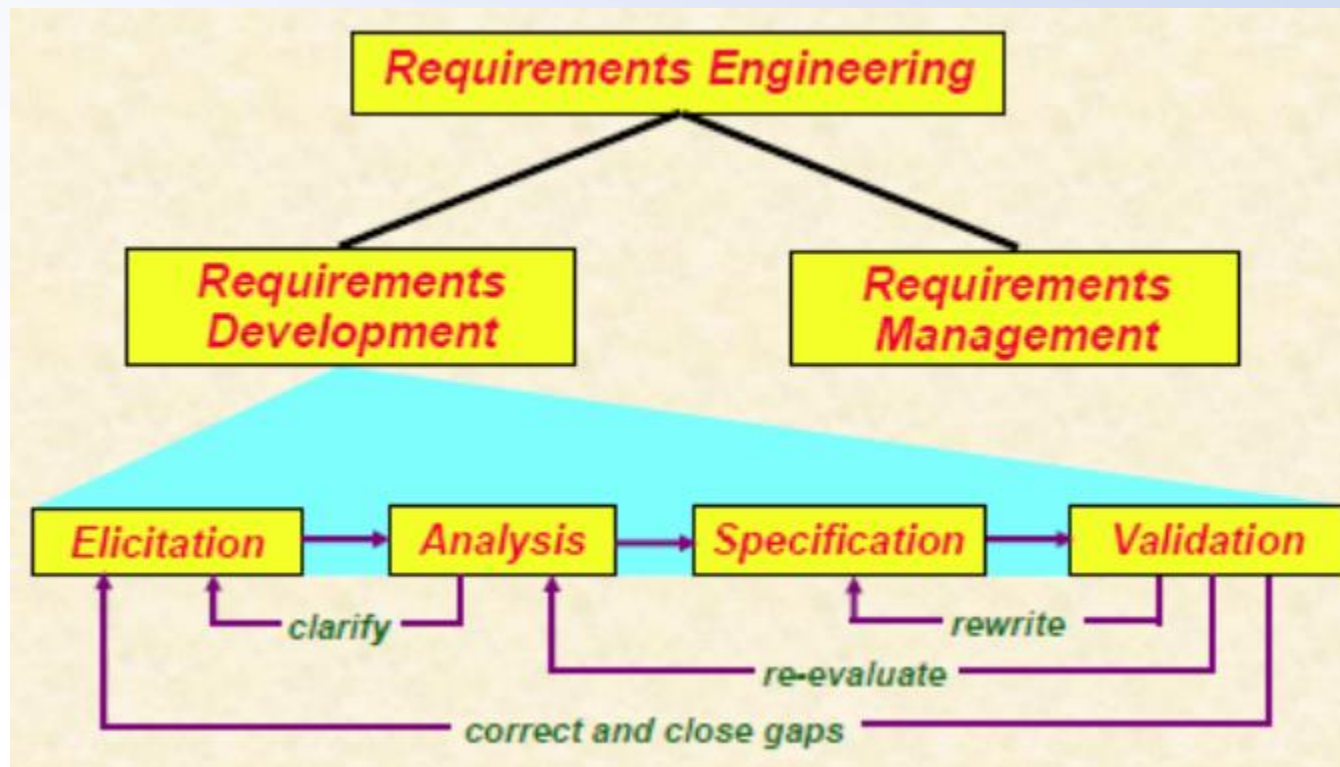 Requirements Engineering
Requirements
Development
Requirements
Management
Elicitation
Analysis
Specification
Validation
clarify
rewrite
re-evaluate
correct and close gaps